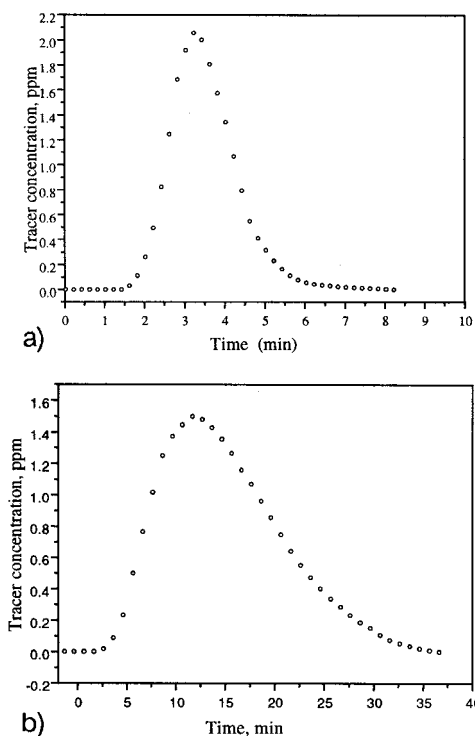 Tracer concentration, ppm
2.2
2.0
1.8
1.6
1.4
1.2
1.0
0.8
0.6
0.4
0.2
0.0
0 1 2 3 4 5 6 7 8 9 10
Time (min)
a)
Tracer concentration, ppm
1.6
1.4
1.2
1.0
0.8
0.6
0.4
0.2
0.0
-0.2
0 5 10 15 20 25 30 35 40
Time, min
b)